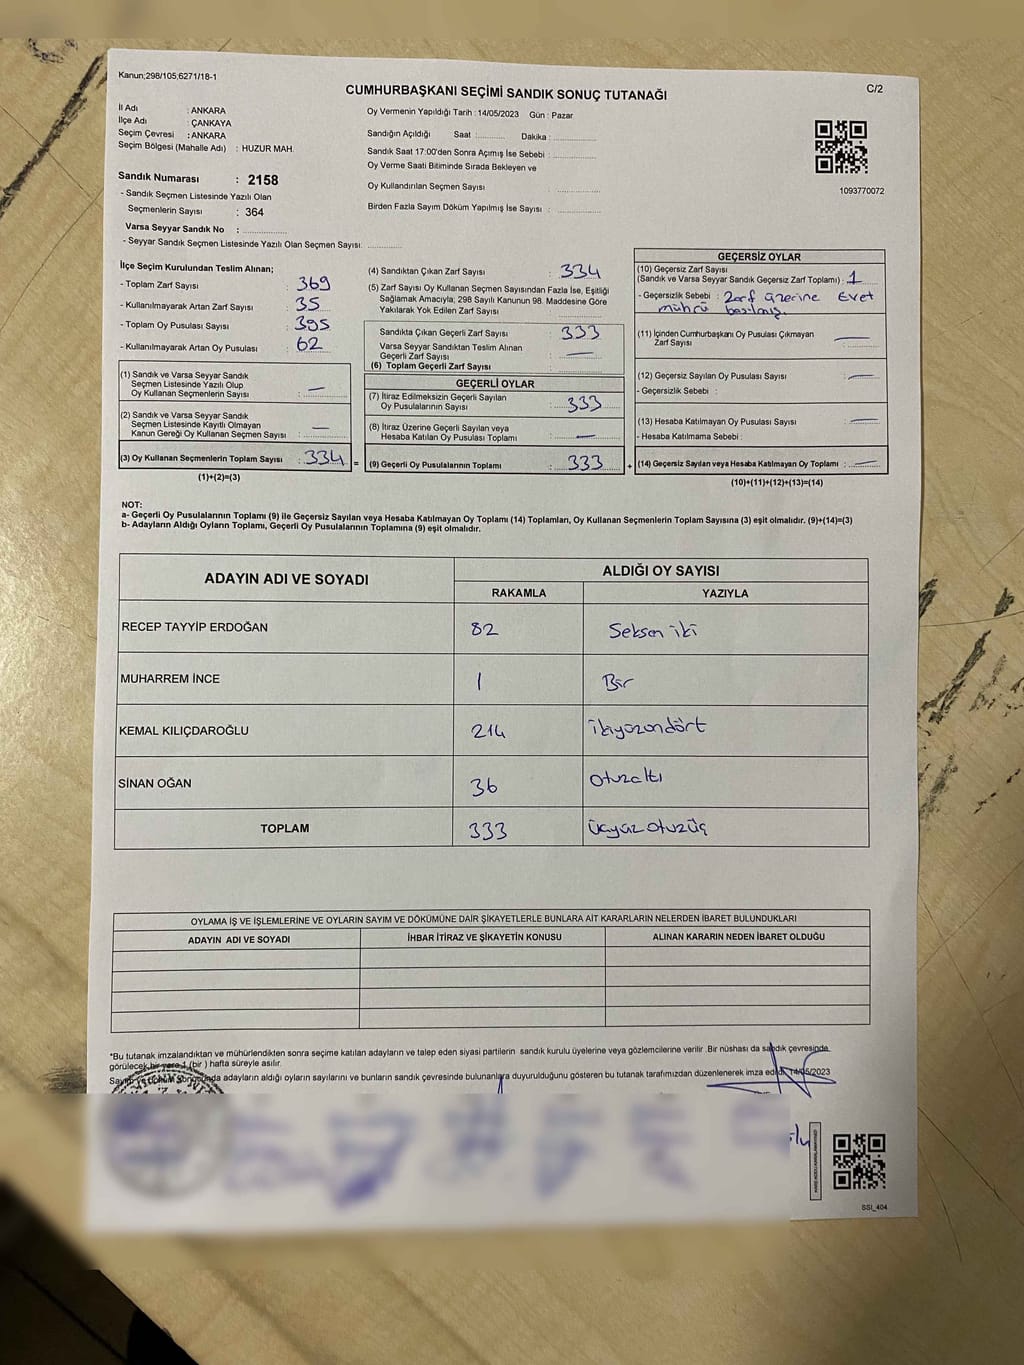 Kanun;298/105,6271/18-1
C/2
CUMHURBAŞKANI SEÇİMİ SANDIK SONUÇ TUTANAĞI
İl Adı : ANKARA
İlçe Adı : ÇANKAYA
Seçim Çevresi : ANKARA
Seçim Bölgesi (Mahalle Adı) : HUZUR MAH.
Sandık Numarası : 2158
- Sandık Seçmen Listesinde Yazılı Olan
Seçmenlerin Sayısı : 364
Varsa Seyyar Sandık No :
- Seyyar Sandık Seçmen Listesinde Yazılı Olan Seçmen Sayısı:
Oy Vermenin Yapıldığı Tarih : 14/05/2023 Gün : Pazar
Sandığın Açıldığı Saat : Dakika :
Sandık Saat 17:00'den Sonra Açımış İse Sebebi :
Oy Verme Saati Bitiminde Sırada Bekleyen ve
Oy Kullandırılan Seçmen Sayısı :
Birden Fazla Sayım Döküm Yapılmış İse Sayısı :
1093770072
İlçe Seçim Kurulundan Teslim Alınan;
- Toplam Zarf Sayısı : 369
- Kullanılmayarak Artan Zarf Sayısı : 35
- Toplam Oy Pusulası Sayısı : 395
- Kullanılmayarak Artan Oy Pusulası : 62
(1) Sandık ve Varsa Seyyar Sandık
Seçmen Listesinde Yazılı Olup
Oy Kullanan Seçmenlerin Sayısı : —
(2) Sandık ve Varsa Seyyar Sandık
Seçmen Listesinde Kayıtlı Olmayan
Kanun Gereği Oy Kullanan Seçmen Sayısı : —
(3) Oy Kullanan Seçmenlerin Toplam Sayısı : 334
(1)+(2)=(3)
(4) Sandıktan Çıkan Zarf Sayısı : 334
(5) Zarf Sayısı Oy Kullanan Seçmen Sayısından Fazla İse, Eşitliği
Sağlamak Amacıyla; 298 Sayılı Kanunun 98. Maddesine Göre
Yakılarak Yok Edilen Zarf Sayısı
Sandıkta Çıkan Geçerli Zarf Sayısı : 333
Varsa Seyyar Sandıktan Teslim Alınan
Geçerli Zarf Sayısı : —
(6) Toplam Geçerli Zarf Sayısı
=
GEÇERLİ OYLAR
(7) İtiraz Edilmeksizin Geçerli Sayılan
Oy Pusulalarının Sayısı : 333
(8) İtiraz Üzerine Geçerli Sayılan veya
Hesaba Katılan Oy Pusulası Toplamı : —
(9) Geçerli Oy Pusulalarının Toplamı : 333
+
GEÇERSİZ OYLAR
(10) Geçersiz Zarf Sayısı
(Sandık ve Varsa Seyyar Sandık Geçersiz Zarf Toplamı) : 1
- Geçersizlik Sebebi : Zarf üzerine Evet
mührü basılmış.
(11) İçinden Cumhurbaşkanı Oy Pusulası Çıkmayan
Zarf Sayısı : —
(12) Geçersiz Sayılan Oy Pusulası Sayısı : —
- Geçersizlik Sebebi :
(13) Hesaba Katılmayan Oy Pusulası Sayısı : —
- Hesaba Katılmama Sebebi :
(14) Geçersiz Sayılan veya Hesaba Katılmayan Oy Toplamı : —
(10)+(11)+(12)+(13)=(14)
NOT:
a- Geçerli Oy Pusulalarının Toplamı (9) ile Geçersiz Sayılan veya Hesaba Katılmayan Oy Toplamı (14) Toplamları, Oy Kullanan Seçmenlerin Toplam Sayısına (3) eşit olmalıdır. (9)+(14)=(3)
b- Adayların Aldığı Oyların Toplamı, Geçerli Oy Pusulalarının Toplamına (9) eşit olmalıdır.
ADAYIN ADI VE SOYADI
ALDIĞI OY SAYISI
RAKAMLA YAZIYLA
RECEP TAYYİP ERDOĞAN 82 Seksen iki
MUHARREM İNCE 1 Bir
KEMAL KILIÇDAROĞLU 214 ikiyüzondört
SİNAN OĞAN 36 otuzaltı
TOPLAM 333 üçyüz otuzüç
OYLAMA İŞ VE İŞLEMLERİNE VE OYLARIN SAYIM VE DÖKÜMÜNE DAİR ŞİKAYETLERLE BUNLARA AİT KARARLARIN NELERDEN İBARET BULUNDUKLARI
ADAYIN ADI VE SOYADI İHBAR İTİRAZ VE ŞİKAYETİN KONUSU ALINAN KARARIN NEDEN İBARET OLDUĞU
*Bu tutanak imzalandıktan ve mühürlendikten sonra seçime katılan adayların ve talep eden siyasi partilerin sandık kurulu üyelerine veya gözlemcilerine verilir .Bir nüshası da sandık çevresinde
görülecek bir yere 1 (bir ) hafta süreyle asılır.
Sayım ve döküm sonucunda adayların aldığı oyların sayılarını ve bunların sandık çevresinde bulunanlara duyurulduğunu gösteren bu tutanak tarafımızdan düzenlenerek imza edildi. 14/05/2023
SSI_404